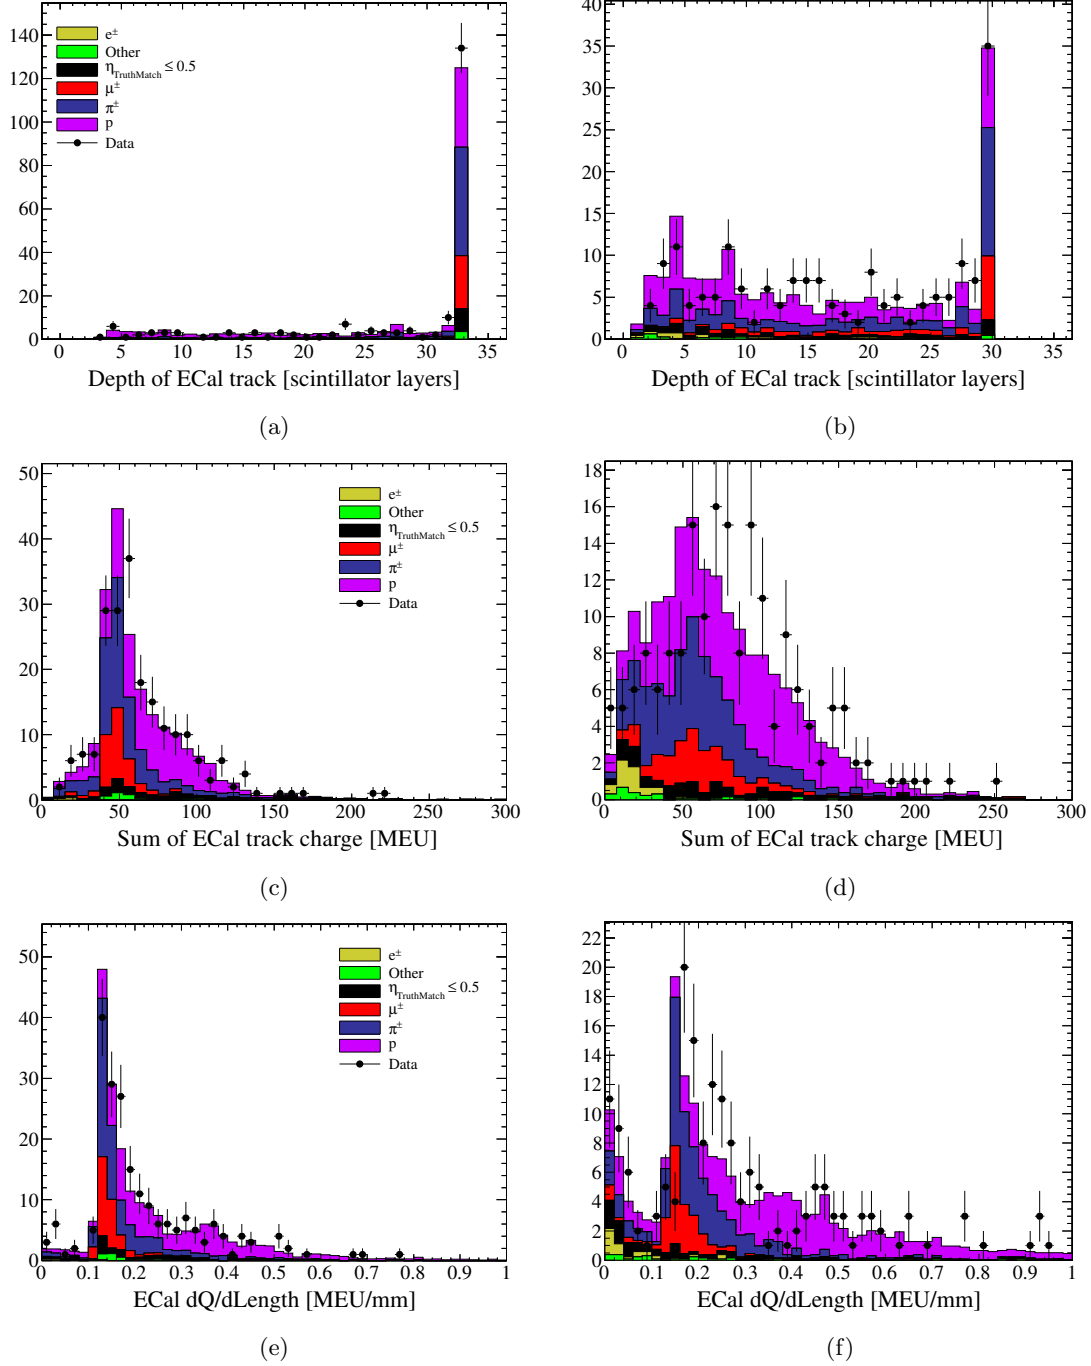 140
120
100
80
60
40
20
0
e±
Other
ηTruthMatch ≤ 0.5
μ±
π±
p
Data
0 5 10 15 20 25 30 35
Depth of ECal track [scintillator layers]
(a)
40
35
30
25
20
15
10
5
0
0 5 10 15 20 25 30 35
Depth of ECal track [scintillator layers]
(b)
50
40
30
20
10
0
e±
Other
ηTruthMatch ≤ 0.5
μ±
π±
p
Data
0 50 100 150 200 250 300
Sum of ECal track charge [MEU]
(c)
18
16
14
12
10
8
6
4
2
0
0 50 100 150 200 250 300
Sum of ECal track charge [MEU]
(d)
50
40
30
20
10
0
e±
Other
ηTruthMatch ≤ 0.5
μ±
π±
p
Data
0 0.1 0.2 0.3 0.4 0.5 0.6 0.7 0.8 0.9 1
ECal dQ/dLength [MEU/mm]
(e)
22
20
18
16
14
12
10
8
6
4
2
0
0 0.1 0.2 0.3 0.4 0.5 0.6 0.7 0.8 0.9 1
ECal dQ/dLength [MEU/mm]
(f)